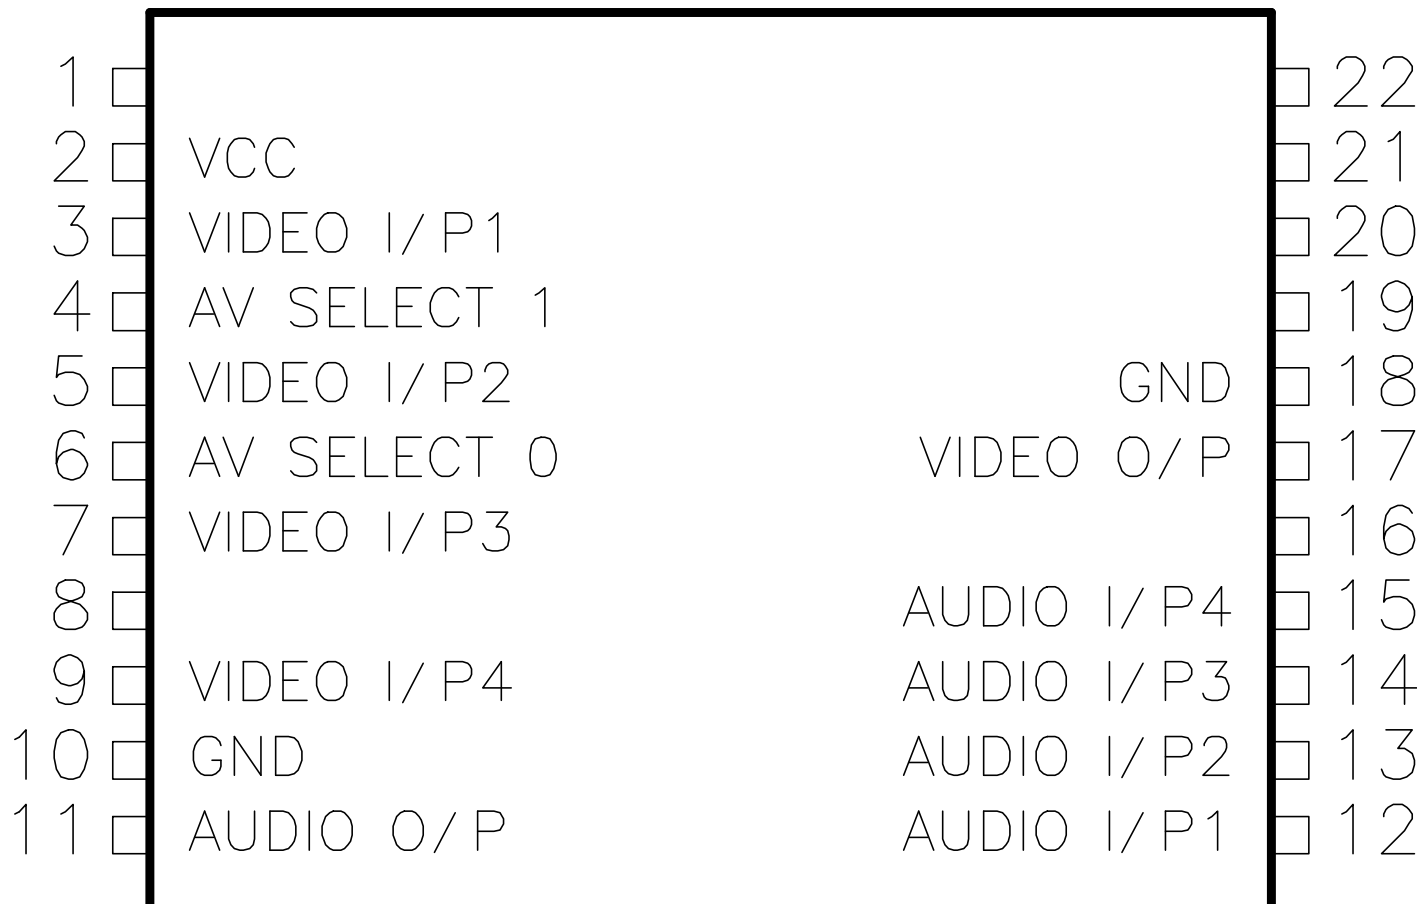 1 22
2 VCC 21
3 VIDEO I/P1 20
4 AV SELECT 1 19
5 VIDEO I/P2 GND 18
6 AV SELECT 0 VIDEO O/P 17
7 VIDEO I/P3 16
8 AUDIO I/P4 15
9 VIDEO I/P4 AUDIO I/P3 14
10 GND AUDIO I/P2 13
11 AUDIO O/P AUDIO I/P1 12